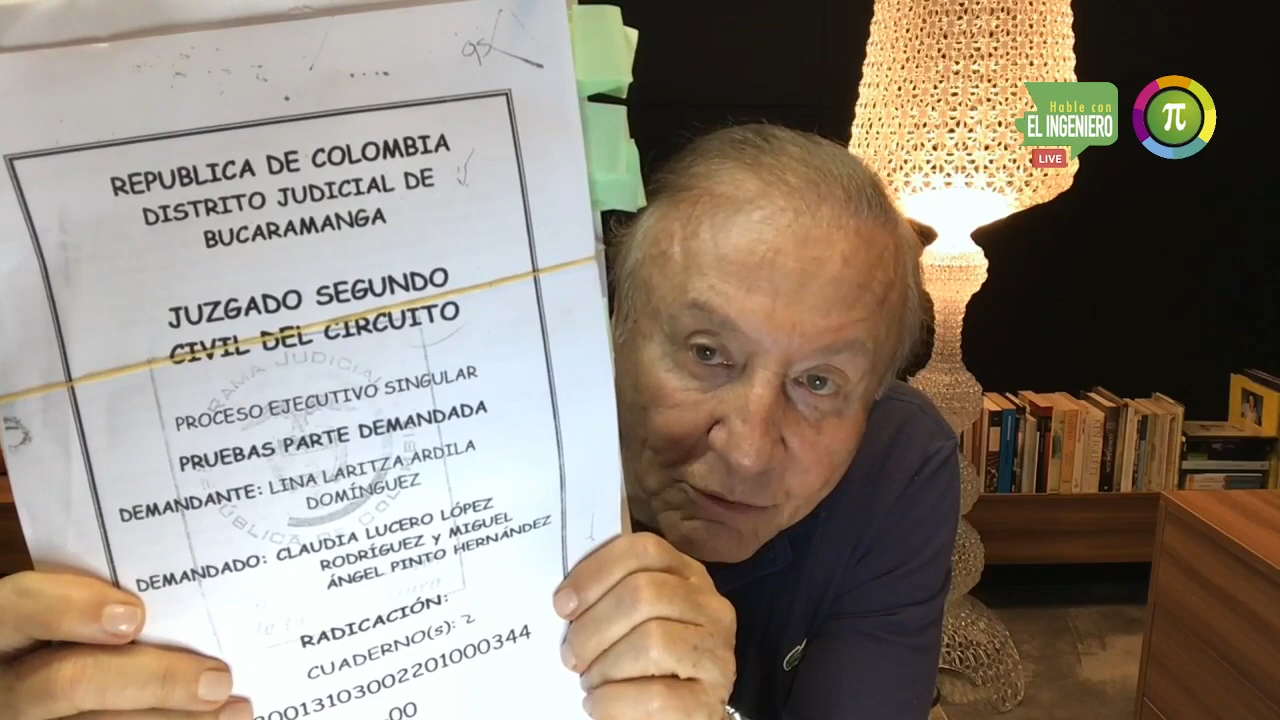 REPUBLICA DE COLOMBIA
DISTRITO JUDICIAL DE
BUCARAMANGA
JUZGADO SEGUNDO
CIVIL DEL CIRCUITO
PROCESO EJECUTIVO SINGULAR
PRUEBAS PARTE DEMANDADA
DEMANDANTE: LINA LARITZA ARDILA
DOMÍNGUEZ
DEMANDADO: CLAUDIA LUCERO LÓPEZ
RODRÍGUEZ y MIGUEL
ÁNGEL PINTO HERNÁNDEZ
RADICACIÓN:
CUADERNO(s): 2
0013103002201000344
00
Hable con
EL INGENIERO
LIVE
π